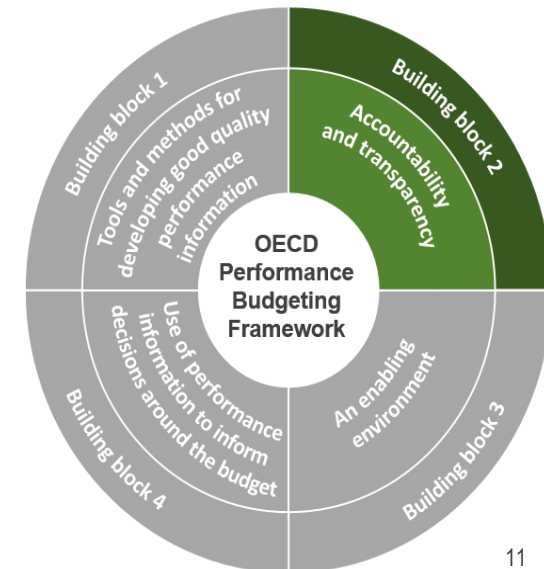 Building block 1
Tools and methods for
developing good quality
performance
information
Building block 2
Accountability
and transparency
OECD
Performance
Budgeting
Framework
Use of performance
information to inform
decisions around the budget
Building block 4
An enabling
environment
Building block 3
11